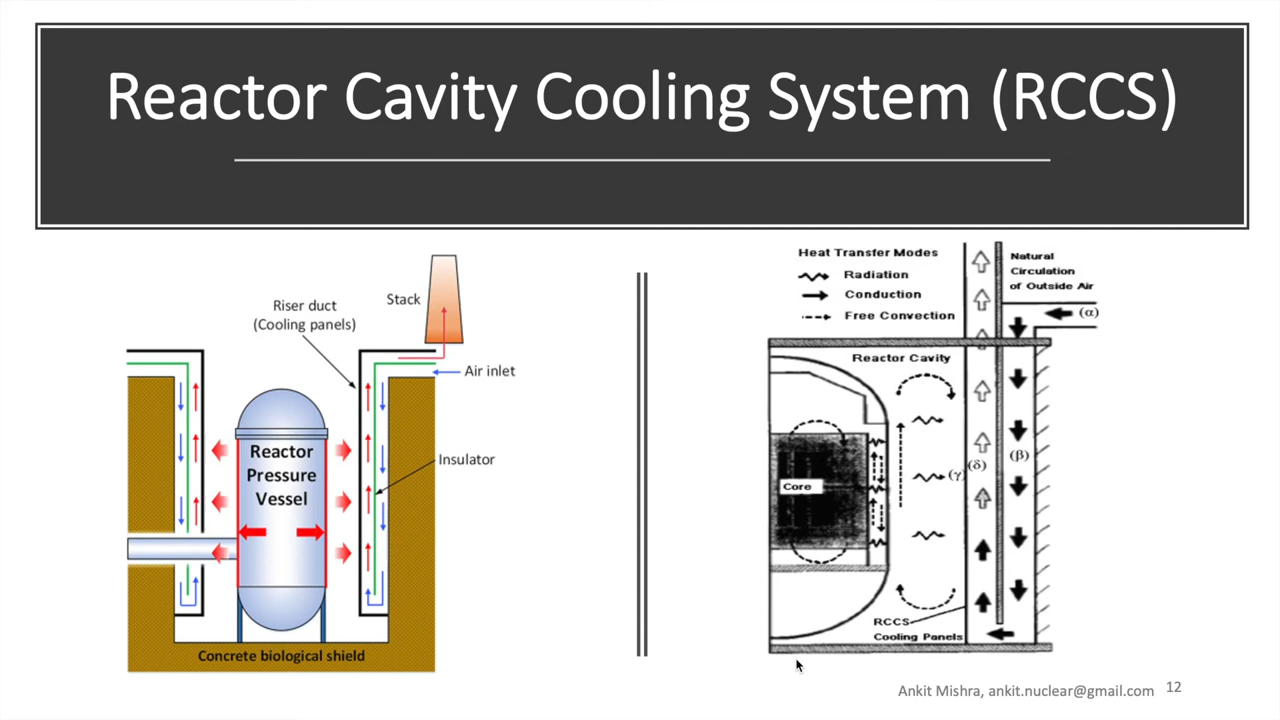 Reactor Cavity Cooling System (RCCS)
Stack
Riser duct
(Cooling panels)
Air inlet
Insulator
Reactor
Pressure
Vessel
Concrete biological shield
Heat Transfer Modes
Radiation
Conduction
Free Convection
Natural
Circulation
of Outside Air
(α)
Reactor Cavity
Core
(γ)
(δ)
(β)
RCCS
Cooling Panels
Ankit Mishra, ankit.nuclear@gmail.com
12